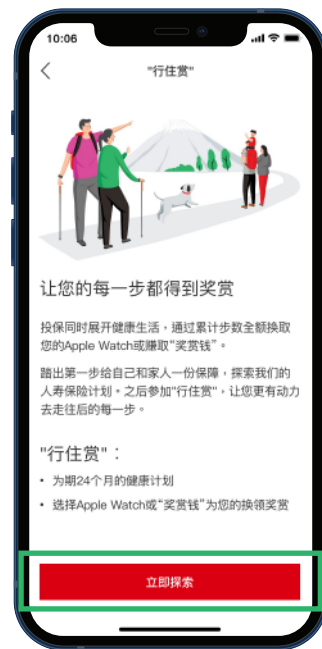 10:06
"行住赏"
让您的每一步都得到奖赏
投保同时展开健康生活，通过累计步数全额换取
您的Apple Watch或赚取"奖赏钱"。
踏出第一步给自己和家人一份保障，探索我们的
人寿保险计划。之后参加"行住赏"，让您更有动力
去走往后的每一步。
"行住赏"：
• 为期24个月的健康计划
• 选择Apple Watch或"奖赏钱"为您的换领奖赏
立即探索